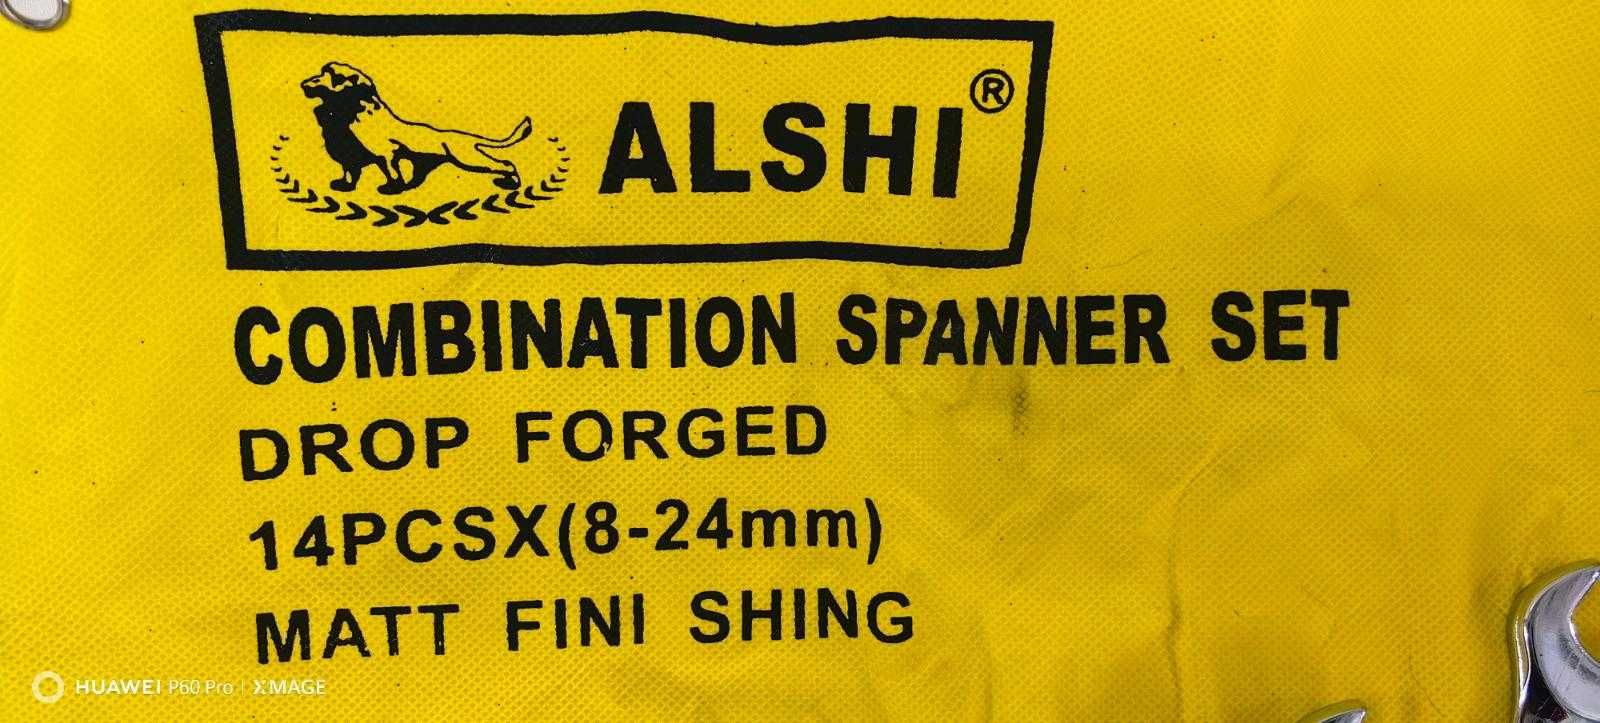 ALSHI®
COMBINATION SPANNER SET
DROP FORGED
14PCSX(8-24mm)
MATT FINI SHING
HUAWEI P60 Pro | XMAGE